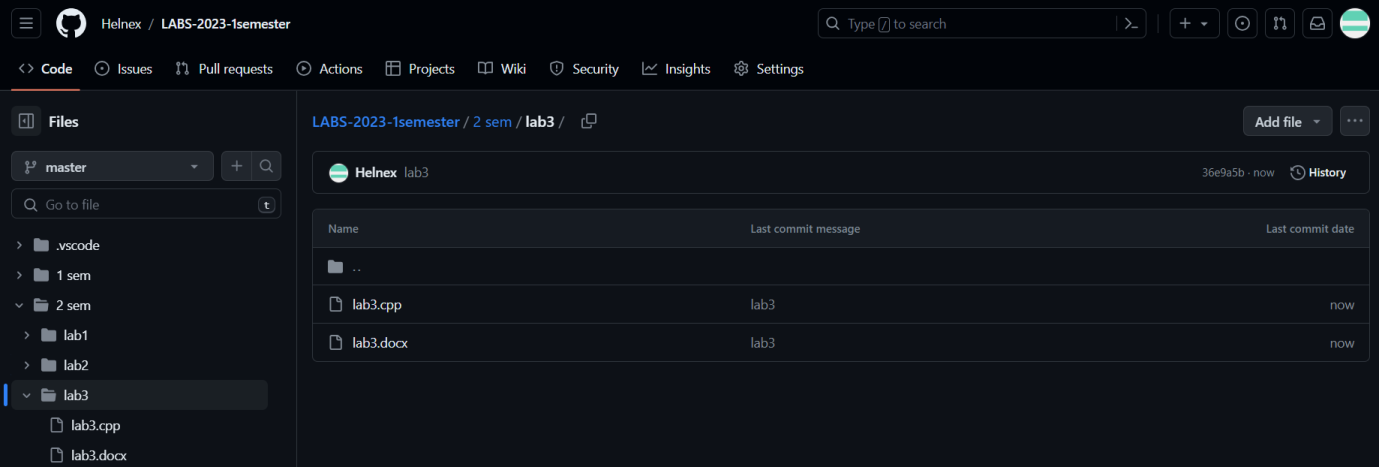 Helnex / LABS-2023-1semester
Type / to search
Code Issues Pull requests Actions Projects Wiki Security Insights Settings
Files
master
Go to file t
.vscode
1 sem
2 sem
lab1
lab2
lab3
lab3.cpp
lab3.docx
LABS-2023-1semester / 2 sem / lab3 /
Add file
Helnex lab3 36e9a5b · now History
Name Last commit message Last commit date
..
lab3.cpp lab3 now
lab3.docx lab3 now